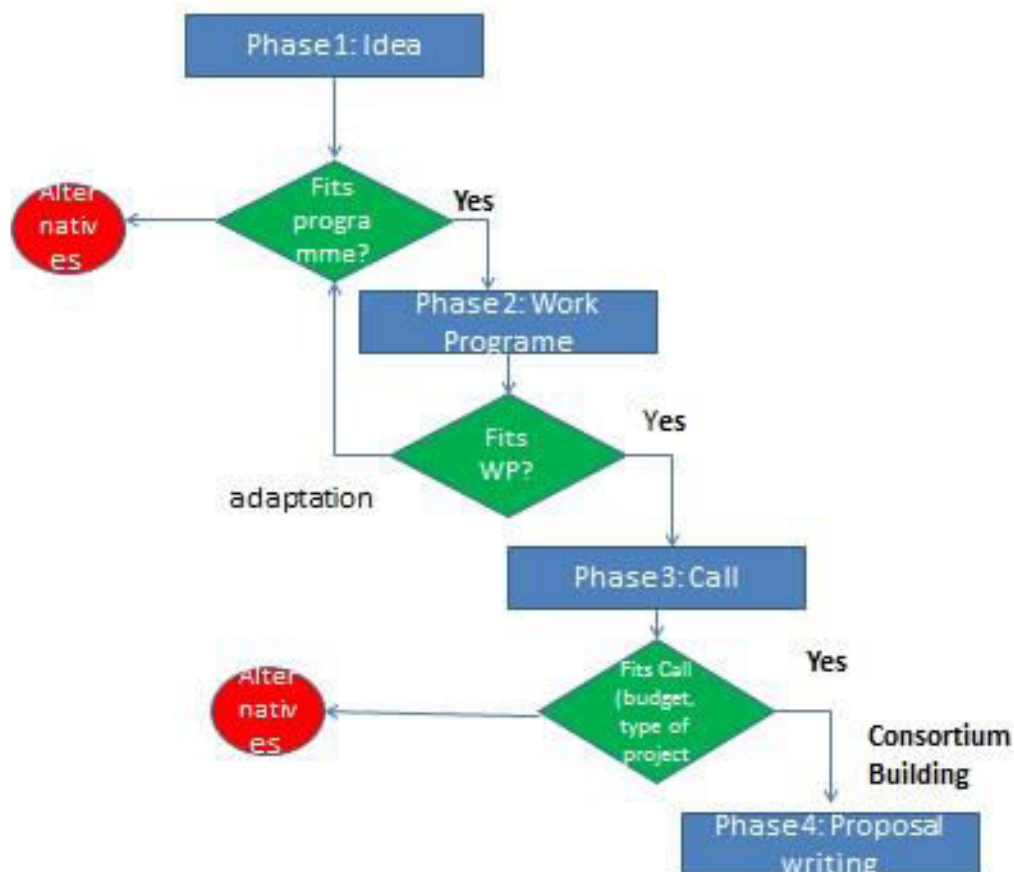 Phase1: Idea
Fits
progra
mme?
Yes
Alter
nativ
es
Phase2: Work
Programe
Fits
WP?
Yes
adaptation
Phase3: Call
Fits Call
(budget,
type of
project
Yes
Alter
nativ
es
Consortium
Building
Phase4: Proposal
writing